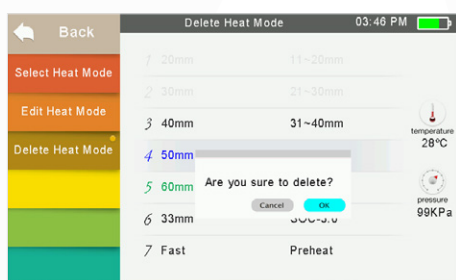 Delete Heat Mode
03:46 PM
Back
Select Heat Mode
Edit Heat Mode
Delete Heat Mode
1 20mm 11~20mm
2 30mm 21~30mm
3 40mm 31~40mm
4 50mm
5 60mm
6 33mm
7 Fast Preheat
Are you sure to delete?
Cancel OK
temperature
28°C
pressure
99KPa